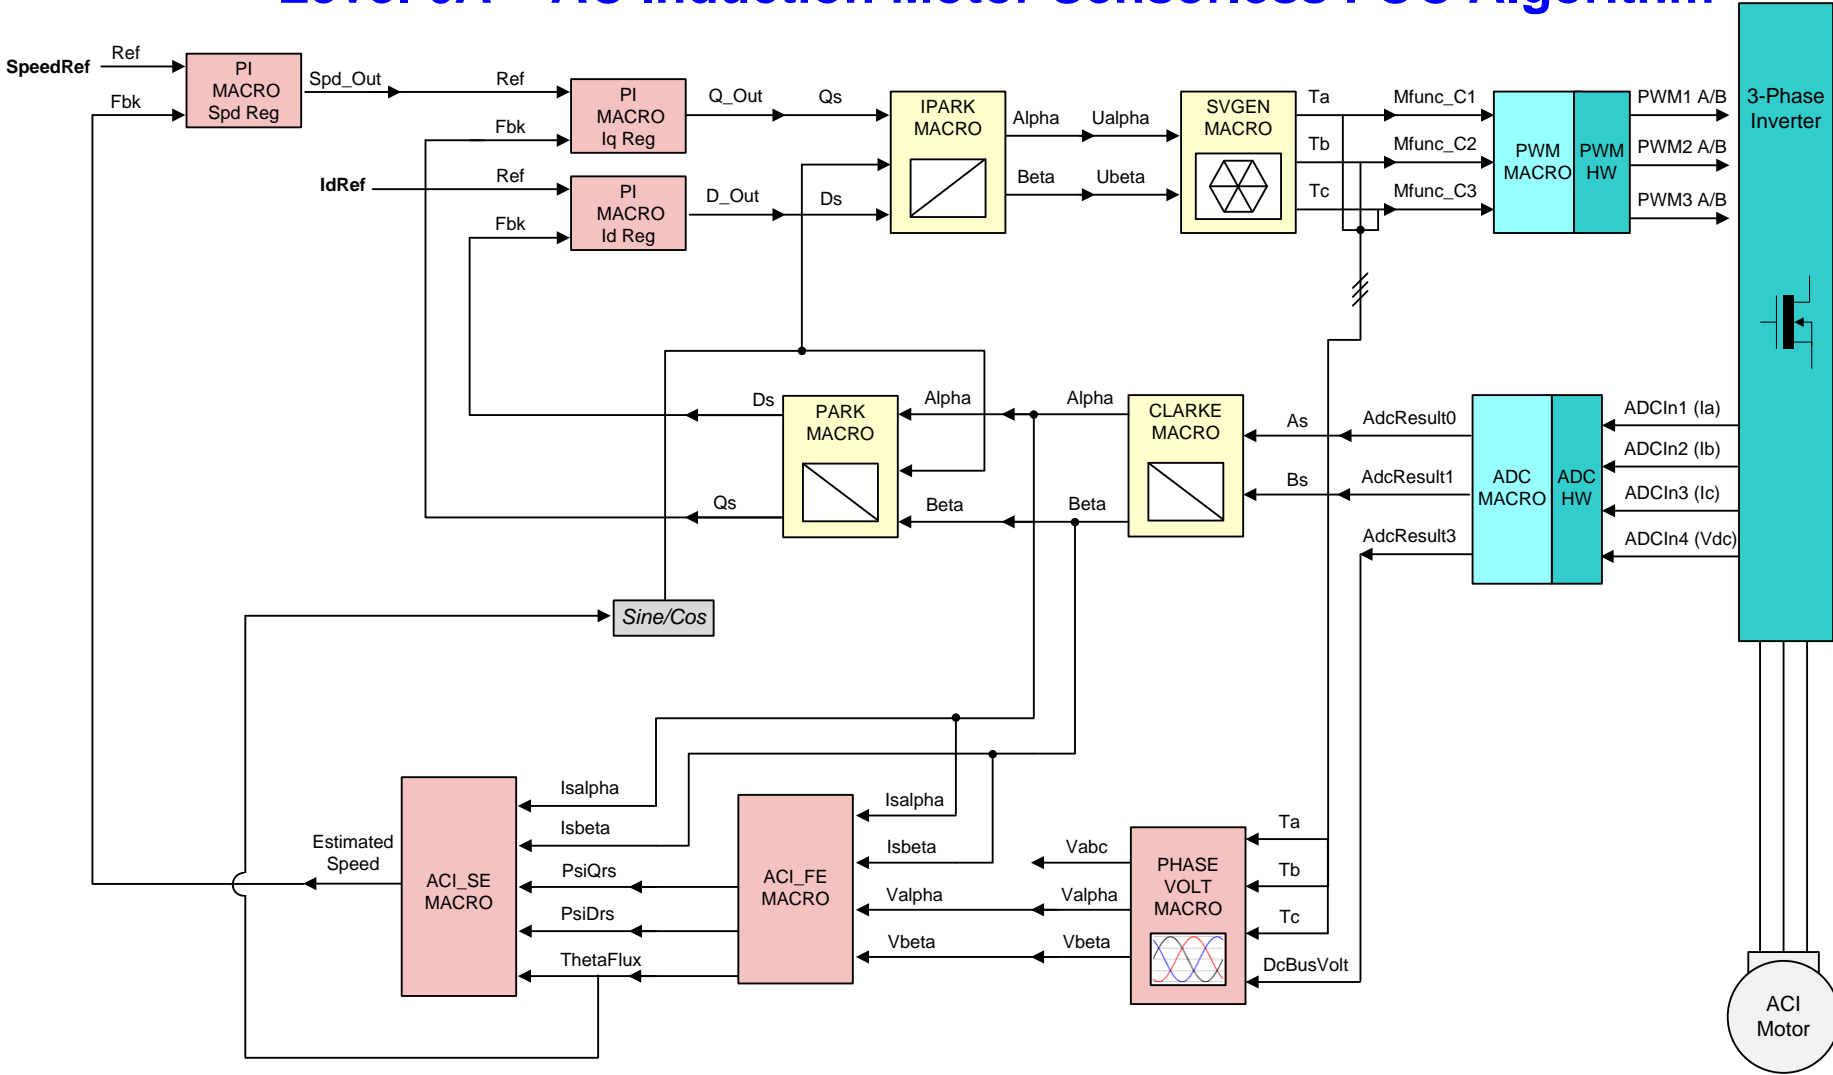 SpeedRef
Ref
Fbk
PI
MACRO
Spd Reg
Spd_Out
Ref
Fbk
PI
MACRO
Iq Reg
IdRef
Ref
Fbk
PI
MACRO
Id Reg
Q_Out
Qs
D_Out
Ds
IPARK
MACRO
Alpha
Ualpha
Beta
Ubeta
SVGEN
MACRO
Ta
Tb
Tc
Mfunc_C1
Mfunc_C2
Mfunc_C3
PWM
MACRO
PWM
HW
PWM1 A/B
PWM2 A/B
PWM3 A/B
3-Phase
Inverter
Ds
Qs
PARK
MACRO
Alpha
Alpha
Beta
Beta
CLARKE
MACRO
As
Bs
AdcResult0
AdcResult1
AdcResult3
ADC
MACRO
ADC
HW
ADCIn1 (Ia)
ADCIn2 (Ib)
ADCIn3 (Ic)
ADCIn4 (Vdc)
Sine/Cos
Estimated
Speed
ACI_SE
MACRO
Isalpha
Isbeta
PsiQrs
PsiDrs
ThetaFlux
ACI_FE
MACRO
Isalpha
Isbeta
Valpha
Vbeta
Vabc
Valpha
Vbeta
PHASE
VOLT
MACRO
Ta
Tb
Tc
DcBusVolt
ACI
Motor